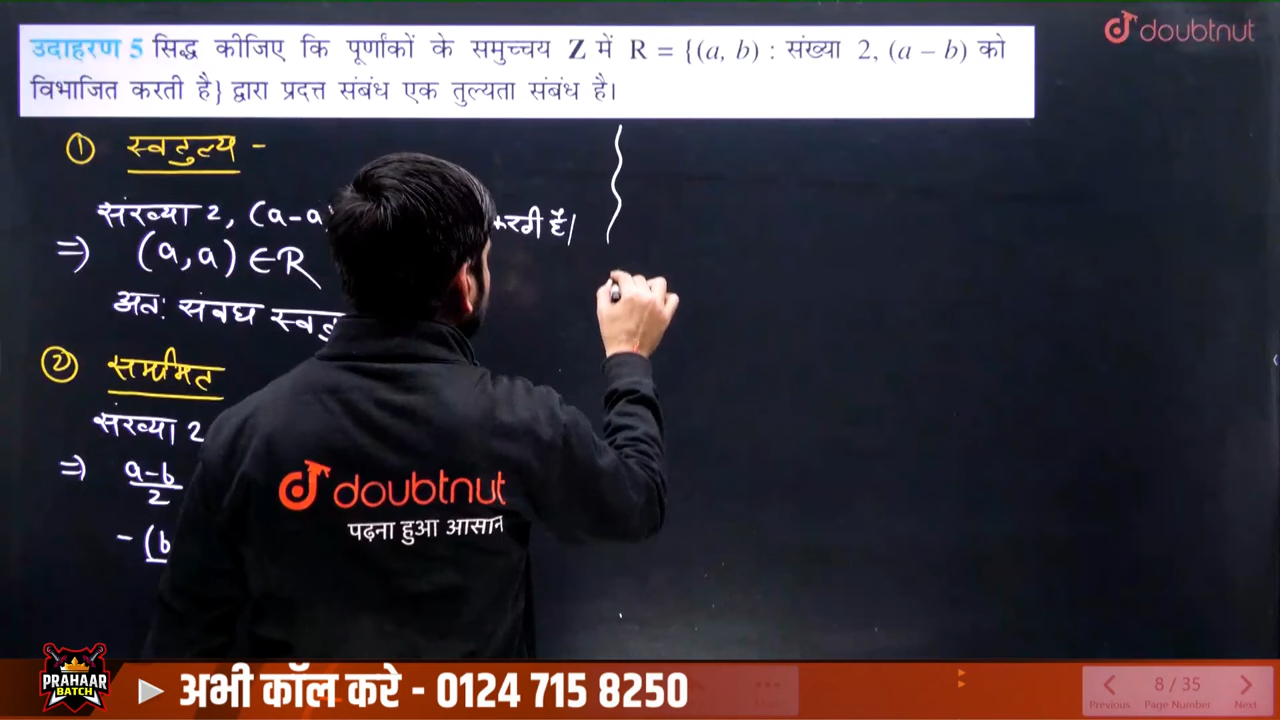 उदाहरण 5 सिद्ध कीजिए कि पूर्णांकों के समुच्चय Z में R = {(a, b) : संख्या 2, (a – b) को
विभाजित करती है} द्वारा प्रदत्त संबंध एक तुल्यता संबंध है।
doubtnut
① स्वतुल्य -
संख्या 2, (a-a) करती है।
⇒ (a,a) ∈ R
अतः संबंध
② सममित
संख्या 2
⇒ a-b/2
- (b
doubtnut
पढ़ना हुआ आसान
PRAHAAR
BATCH
अभी कॉल करे - 0124 715 8250
8 / 35
Previous Page Number Next